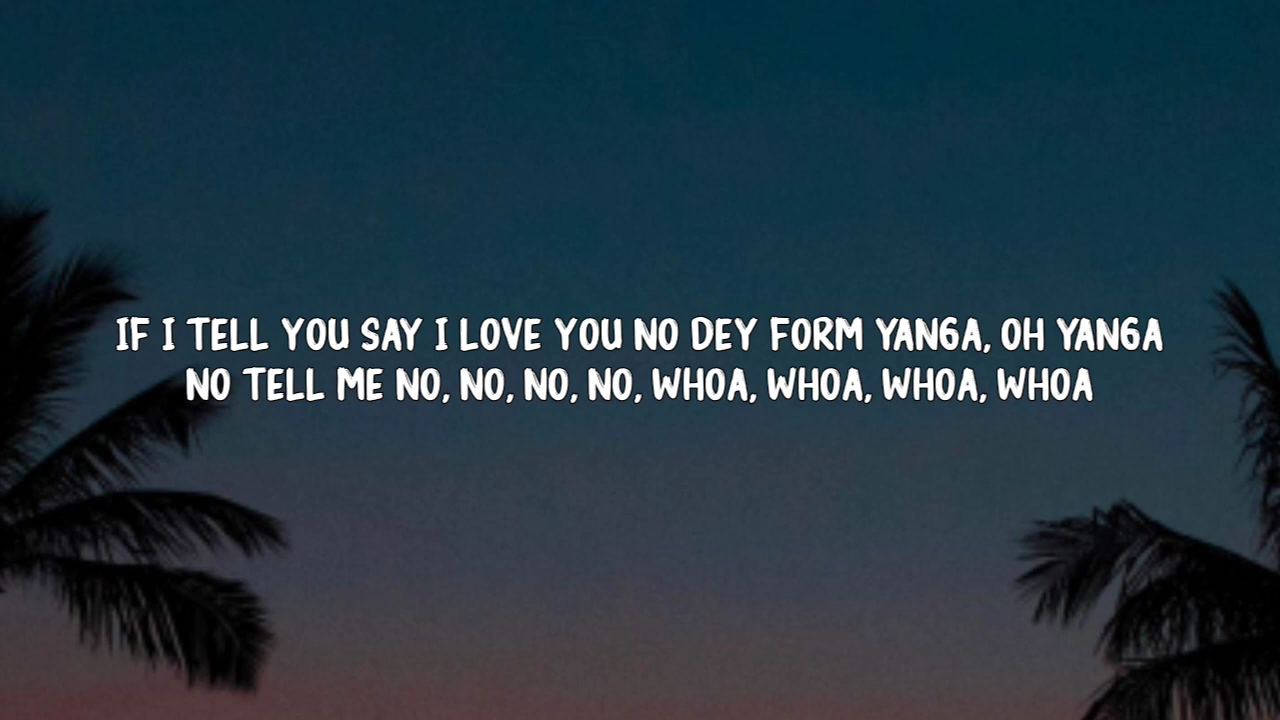 IF I TELL YOU SAY I LOVE YOU NO DEY FORM YANGA, OH YANGA
NO TELL ME NO, NO, NO, NO, WHOA, WHOA, WHOA, WHOA